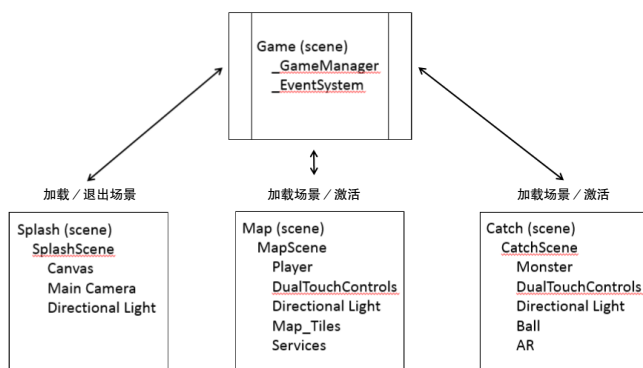 Game (scene)
_GameManager
_EventSystem
加载／退出场景
加载场景／激活
加载场景／激活
Splash (scene)
SplashScene
Canvas
Main Camera
Directional Light
Map (scene)
MapScene
Player
DualTouchControls
Directional Light
Map_Tiles
Services
Catch (scene)
CatchScene
Monster
DualTouchControls
Directional Light
Ball
AR